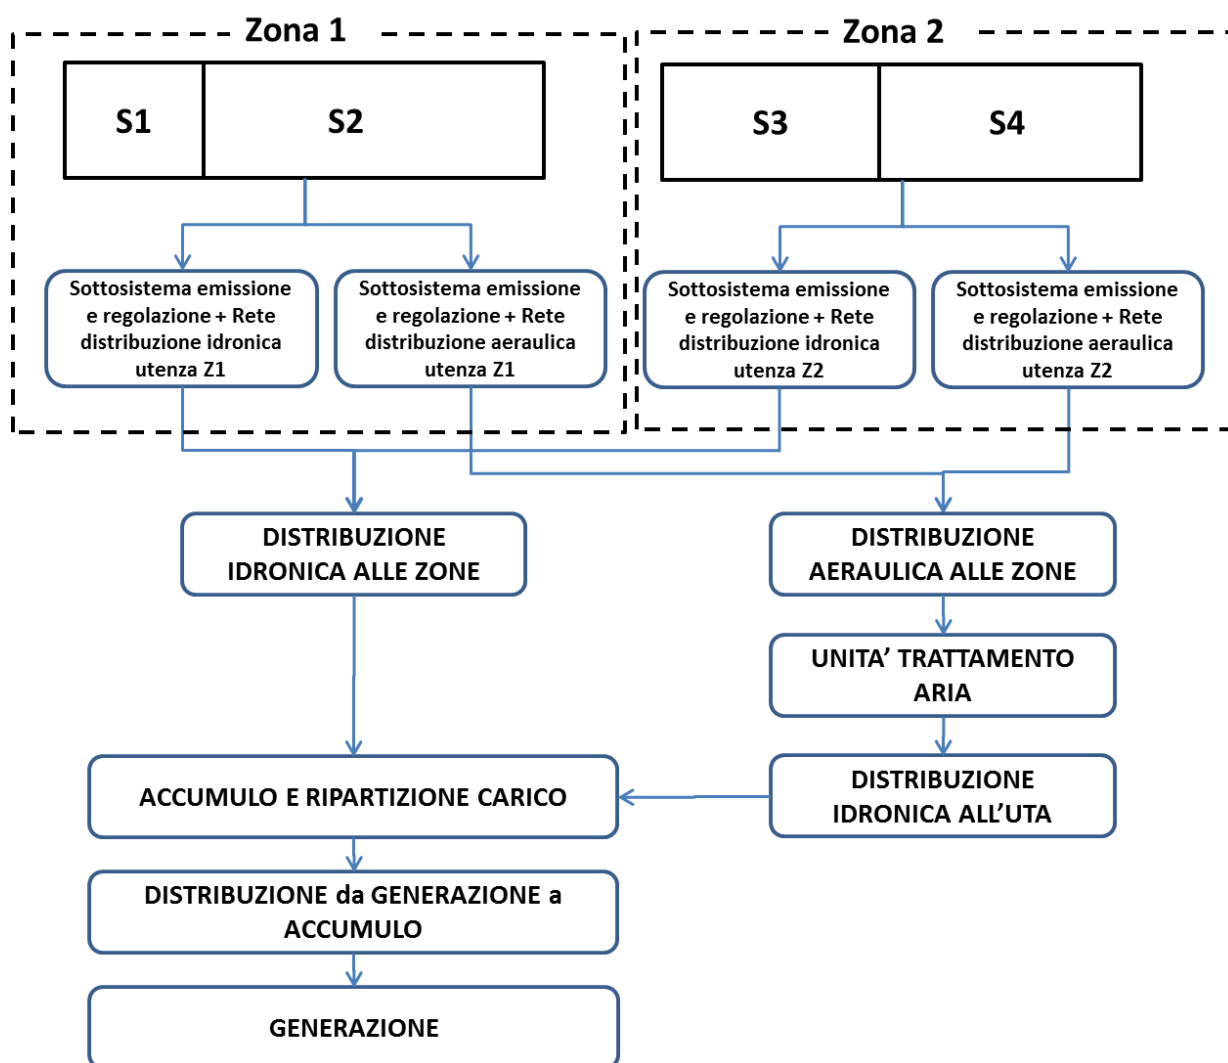 Zona 1
Zona 2
S1
S2
S3
S4
Sottosistema emissione
e regolazione + Rete
distribuzione idronica
utenza Z1
Sottosistema emissione
e regolazione + Rete
distribuzione aeraulica
utenza Z1
Sottosistema emissione
e regolazione + Rete
distribuzione idronica
utenza Z2
Sottosistema emissione
e regolazione + Rete
distribuzione aeraulica
utenza Z2
DISTRIBUZIONE
IDRONICA ALLE ZONE
DISTRIBUZIONE
AERAULICA ALLE ZONE
UNITA’ TRATTAMENTO
ARIA
ACCUMULO E RIPARTIZIONE CARICO
DISTRIBUZIONE
IDRONICA ALL’UTA
DISTRIBUZIONE da GENERAZIONE a
ACCUMULO
GENERAZIONE